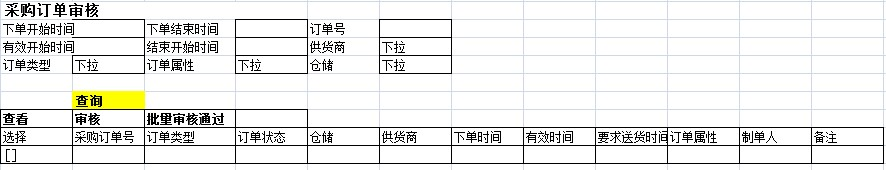 采购订单审核
下单开始时间 下单结束时间 订单号
有效开始时间 结束开始时间 供货商 下拉
订单类型 下拉 订单属性 下拉 仓储 下拉
查询
查看 审核 批量审核通过
选择 采购订单号 订单类型 订单状态 仓储 供货商 下单时间 有效时间 要求送货时间 订单属性 制单人 备注
[]